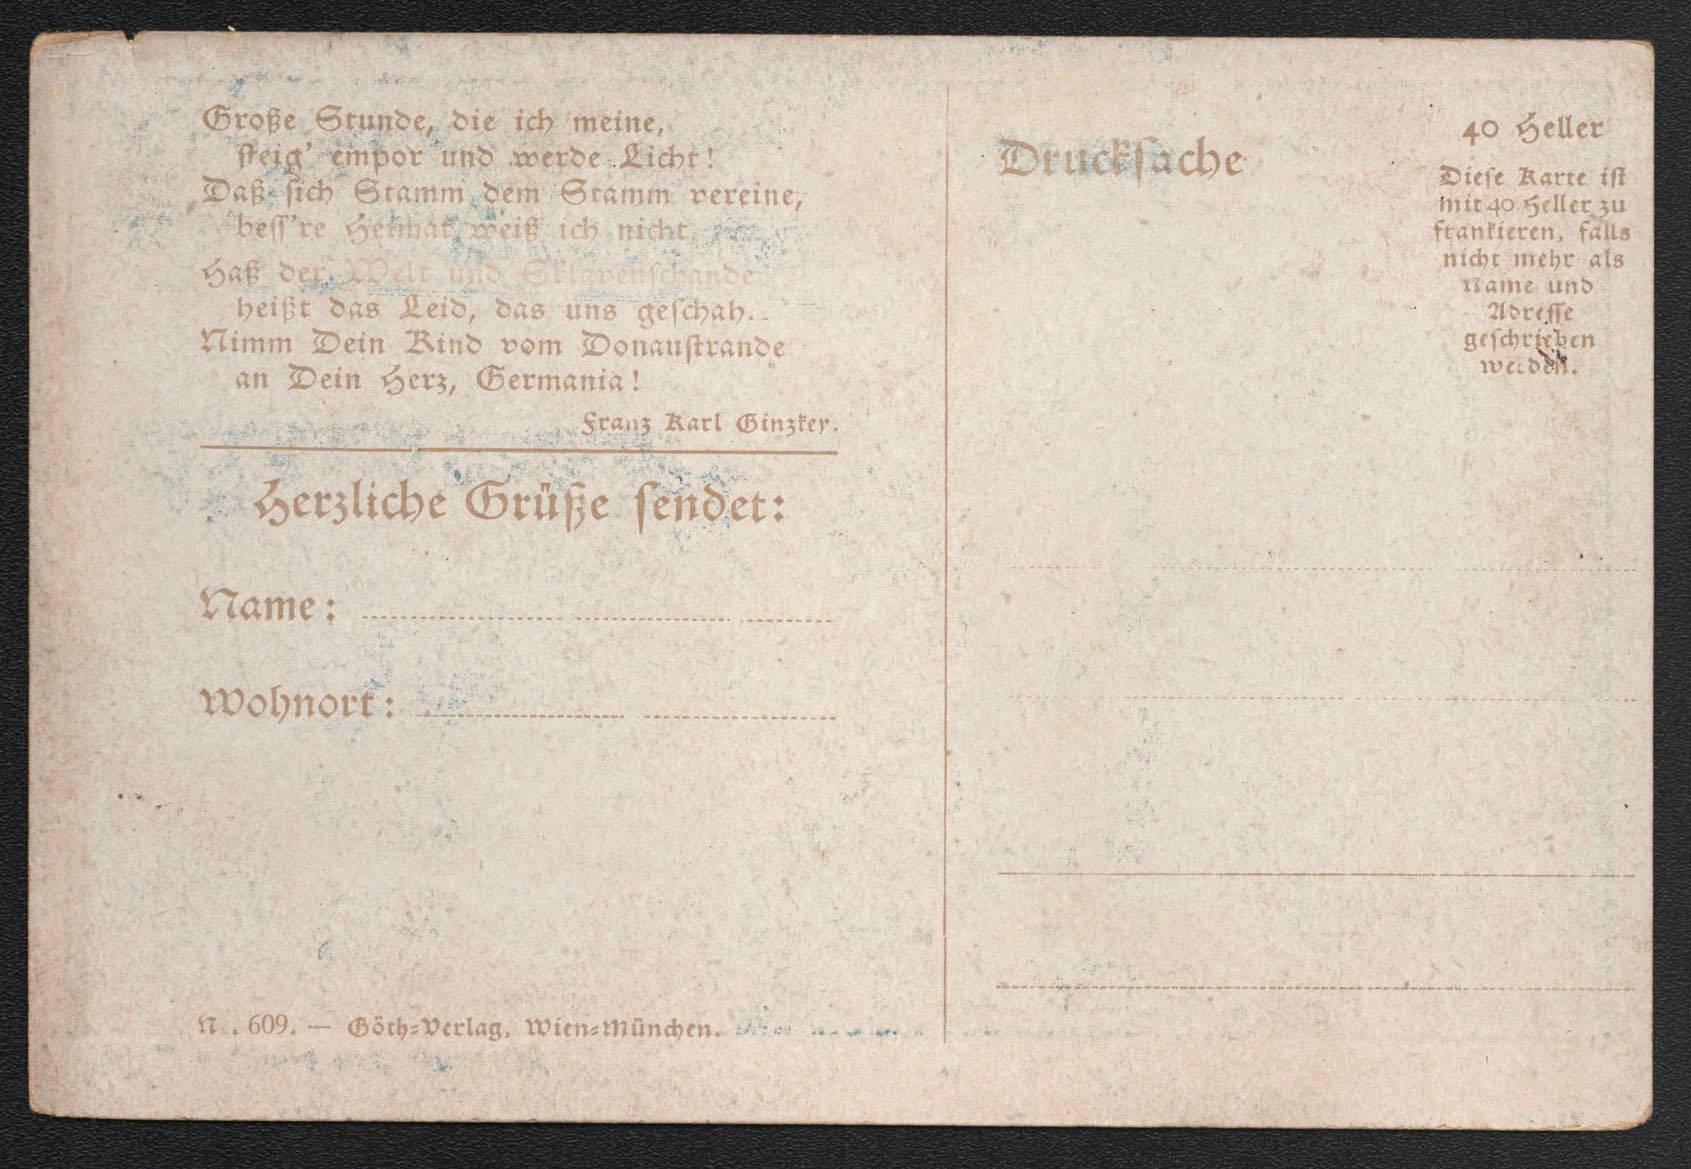 Große Stunde, die ich meine,
steig' empor und werde Licht!
Daß sich Stamm dem Stamm vereine,
bess're Heimat weiß ich nicht.
Haß der Welt und Sklavenschande
heißt das Leid, das uns geschah.
Nimm Dein Kind vom Donaustrande
an Dein Herz, Germania!
Franz Karl Ginzkey.
Herzliche Grüße sendet:
Name:
Wohnort:
N . 609. — Göth-Verlag, Wien-München.
Drucksache
40 Heller
Diese Karte ist
mit 40 Heller zu
frankieren, falls
nicht mehr als
Name und
Adresse
geschrieben
werden.